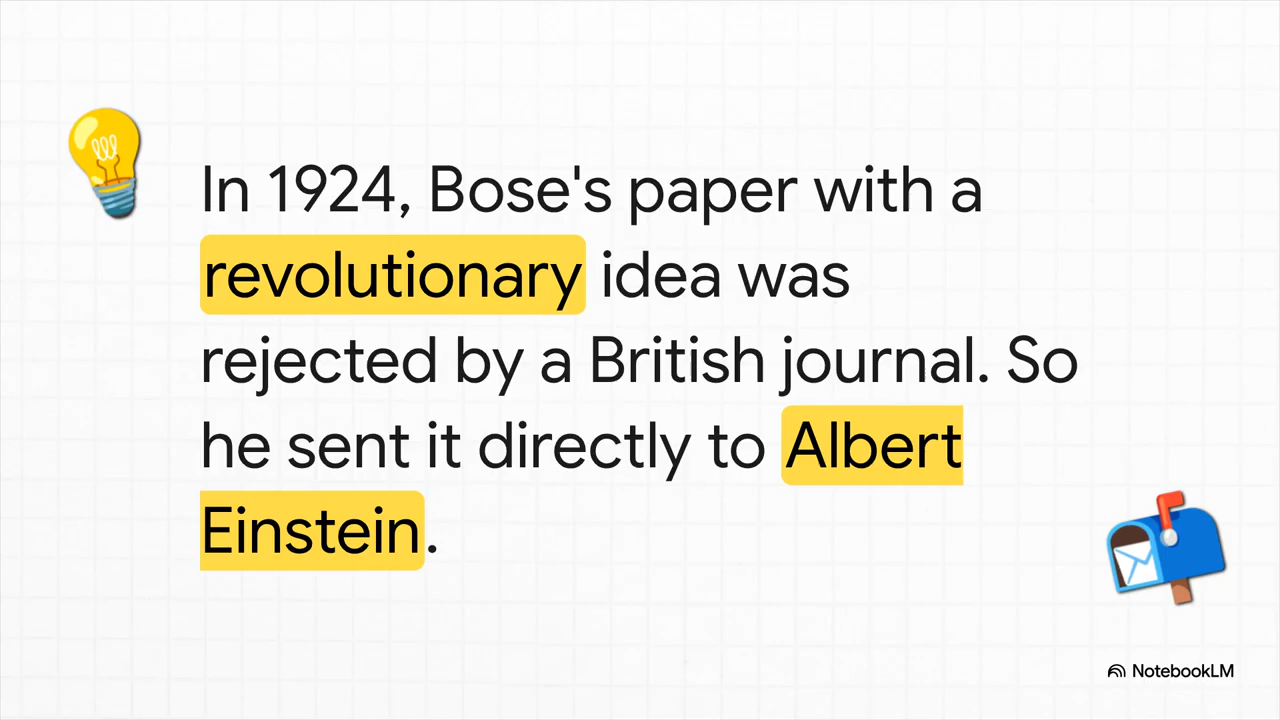 In 1924, Bose's paper with a
revolutionary idea was
rejected by a British journal. So
he sent it directly to Albert
Einstein.
NotebookLM